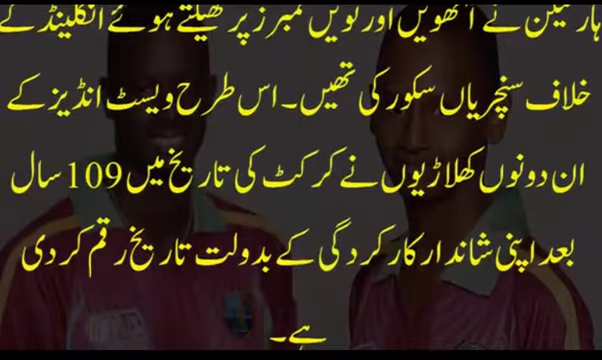 ہارٹیگن نے آٹھویں اور نویں نمبرز پر کھیلتے ہوئے انگلینڈ کے
خلاف سنچریاں سکور کی تھیں۔ اس طرح ویسٹ انڈیز کے
ان دونوں کھلاڑیوں نے کرکٹ کی تاریخ میں 109 سال
بعد اپنی شاندار کارکردگی کے بدولت تاریخ رقم کر دی
ہے۔